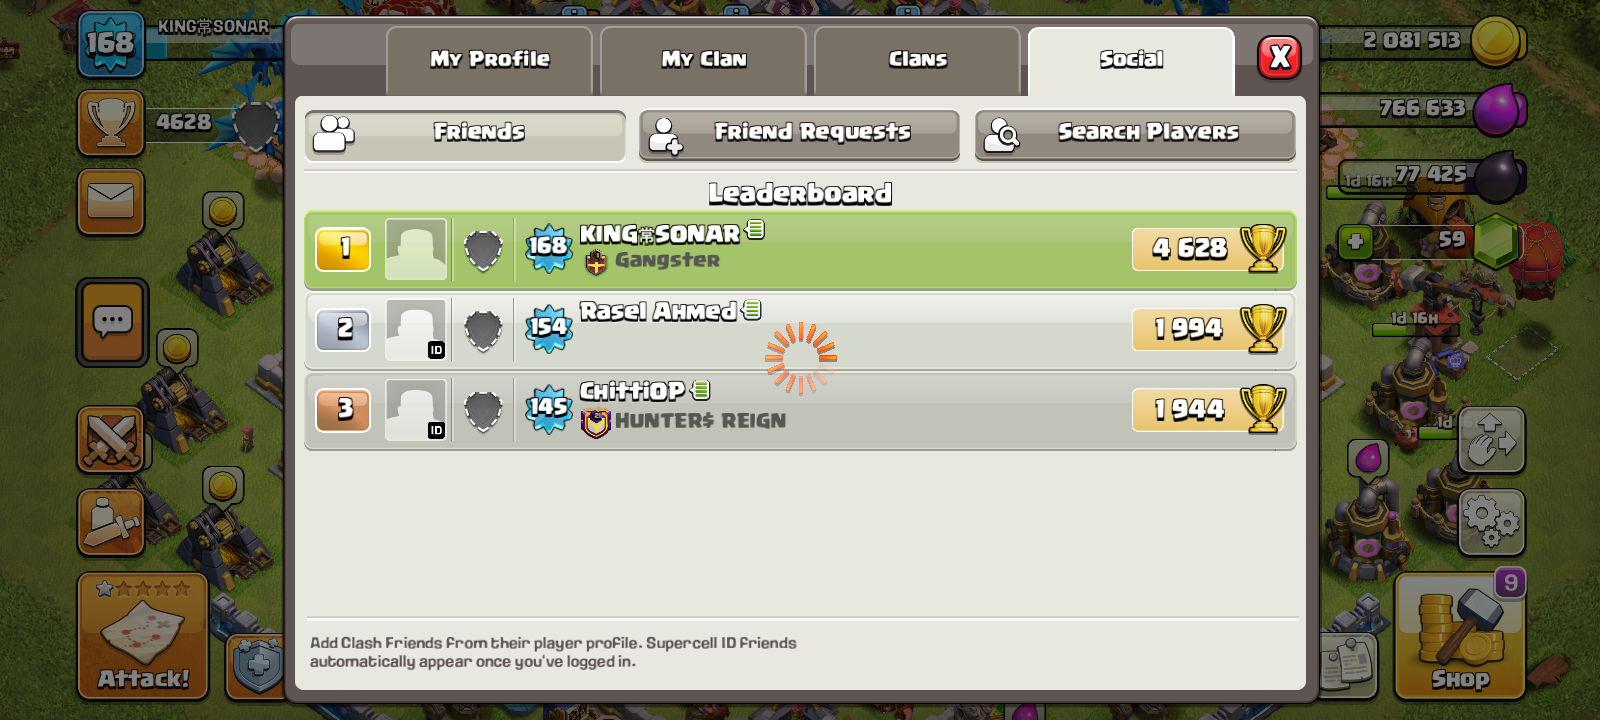 168
KING常SONAR
4628
My Profile
My Clan
Clans
Social
X
2 081 513
766 633
77 425
1d 16H
59
1d 16H
1d
Friends
Friend Requests
Search Players
Leaderboard
1
168
KING常SONAR
Gangster
4 628
2
ID
154
Rasel Ahmed
1 994
3
ID
145
ChittiOP
HUNTER$ REIGN
1 944
Add Clash Friends from their player profile. Supercell ID friends
automatically appear once you've logged in.
Attack!
9
Shop